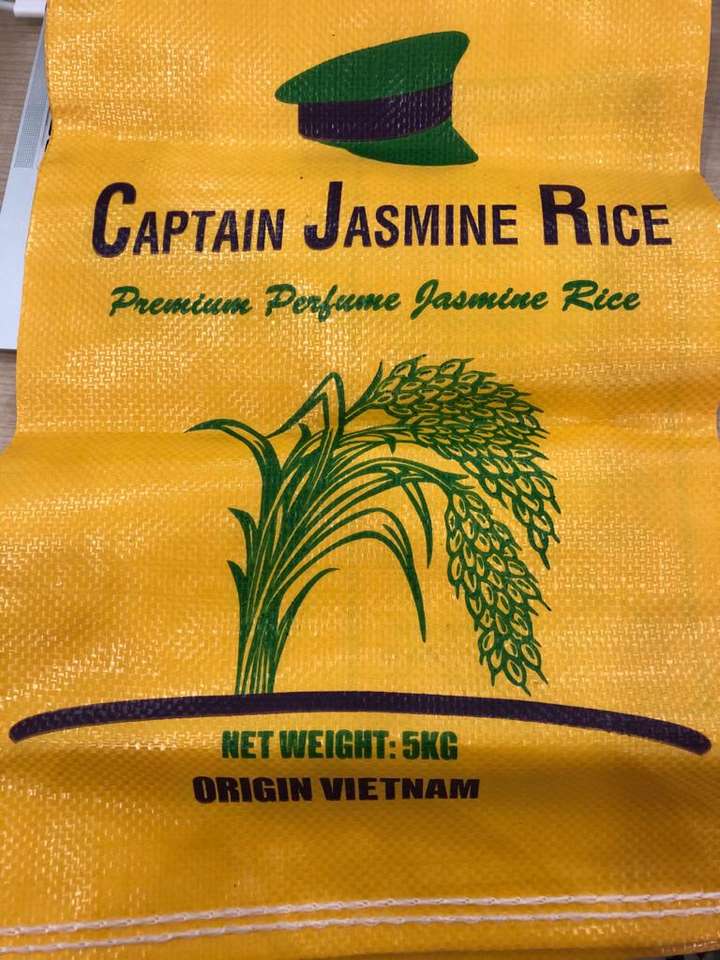 CAPTAIN JASMINE RICE
Premium Perfume Jasmine Rice
NET WEIGHT: 5KG
ORIGIN VIETNAM